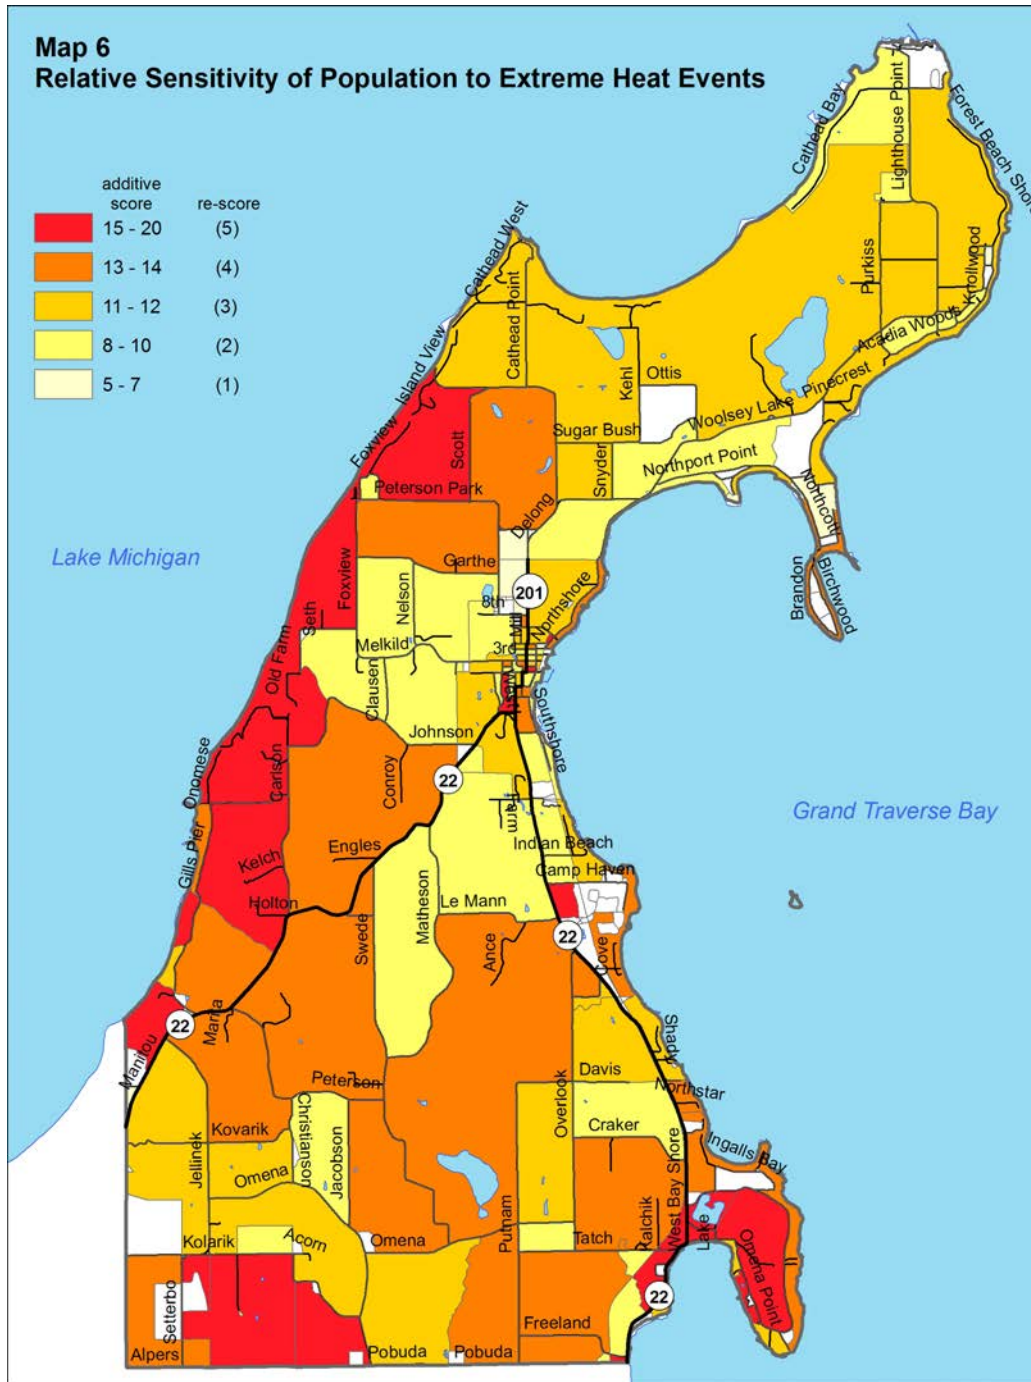 Map 6
Relative Sensitivity of Population to Extreme Heat Events
additive
score
re-score
15 - 20
(5)
13 - 14
(4)
11 - 12
(3)
8 - 10
(2)
5 - 7
(1)
Cathead Bay
Lighthouse Point
Forest Beach Shore
Cathead West
Cathead Point
Purkiss
Knollwood
Island View
Kehl
Ottis
Acadia Woods
Pinecrest
Woolsey Lake
Foxview
Scott
Sugar Bush
Snyder
Northport Point
Peterson Park
Delong
Northcott
Lake Michigan
Foxview
Garthe
Nelson
8th
201
Mill
Northshore
Brandon
Birchwood
Seth
Melkild
3rd
Old Farm
Clausen
West
Johnson
Southshore
Onomese
Carlson
Conroy
22
Farm
Grand Traverse Bay
Gills Pier
Engles
Indian Beach
Kelch
Camp Haven
Holton
Matheson
Le Mann
Swede
Ance
22
Cove
22
Marita
Manitou
Shady
Davis
Peterson
Northstar
Overlook
Craker
Christianson
Jacobson
Kovarik
Ingalls Bay
Jellinek
Omena
West Bay Shore
Putnam
Kalchik
Lake
Kolarik
Acorn
Omena
Tatch
Omena Point
Setterbo
22
Freeland
Alpers
Pobuda
Pobuda